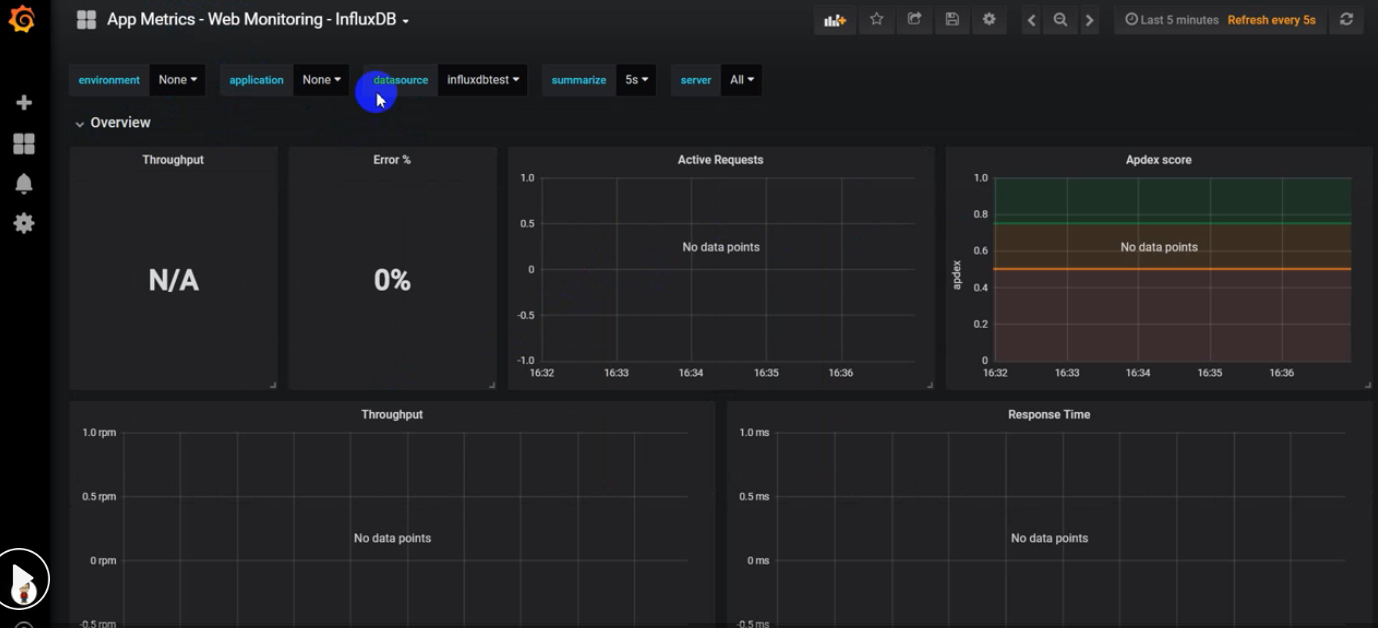 App Metrics - Web Monitoring - InfluxDB
Last 5 minutes Refresh every 5s
environment None application None datasource influxdbtest summarize 5s server All
Overview
Throughput
N/A
Error %
0%
Active Requests
1.0
0.5
0
-0.5
-1.0
No data points
16:32 16:33 16:34 16:35 16:36
Apdex score
apdex
1.0
0.8
0.6
0.4
0.2
0
No data points
16:32 16:33 16:34 16:35 16:36
Throughput
1.0 rpm
0.5 rpm
0 rpm
-0.5 rpm
No data points
Response Time
1.0 ms
0.5 ms
0 ms
-0.5 ms
No data points